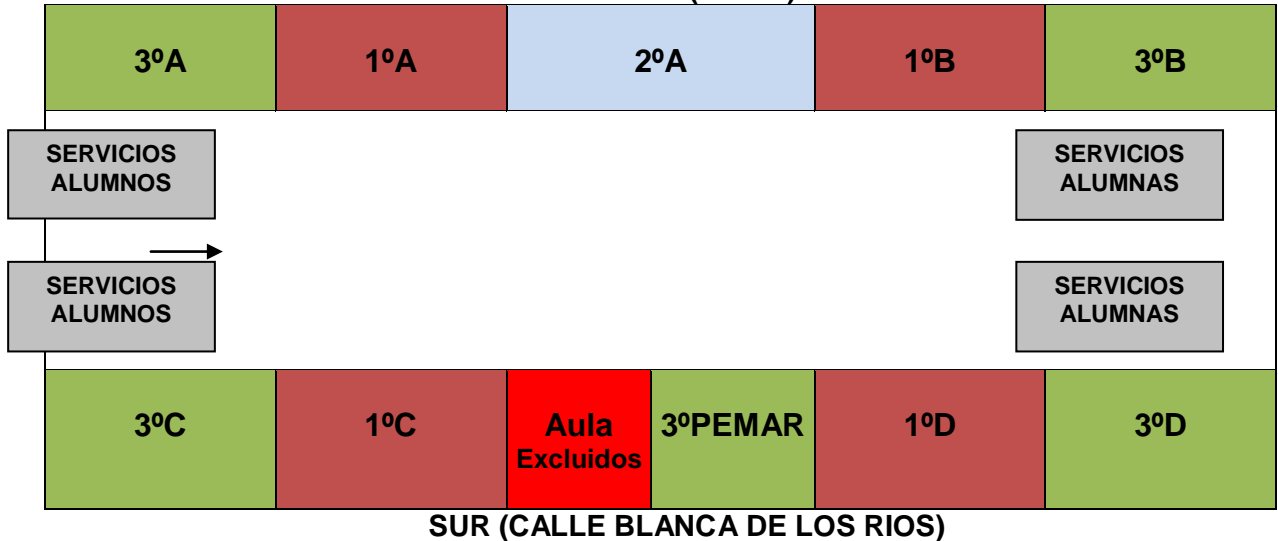 3ºA 1ºA 2ºA 1ºB 3ºB
SERVICIOS
ALUMNOS
SERVICIOS
ALUMNAS
SERVICIOS
ALUMNOS
SERVICIOS
ALUMNAS
3ºC 1ºC Aula 3ºPEMAR 1ºD 3ºD
Excluidos
SUR (CALLE BLANCA DE LOS RIOS)